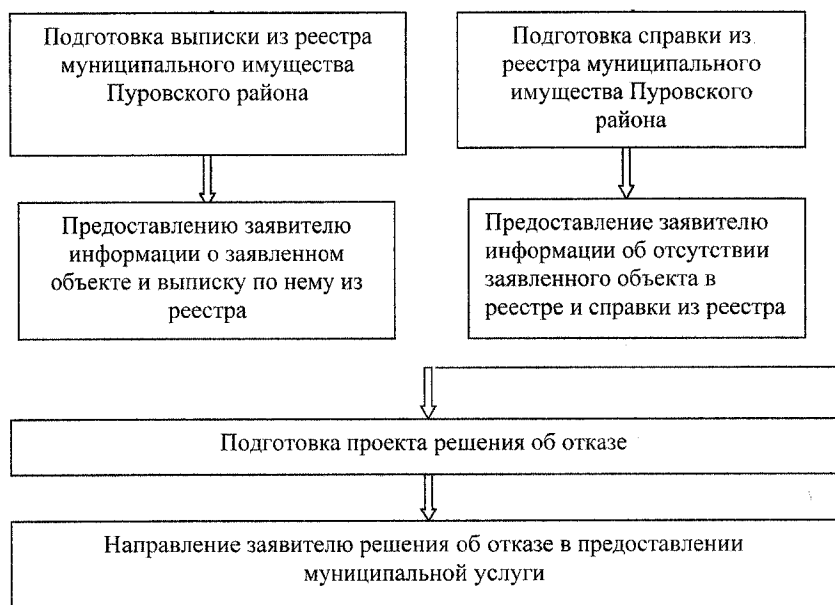 Подготовка выписки из реестра
муниципального имущества
Пуровского района
Подготовка справки из
реестра муниципального
имущества Пуровского
района
Предоставлению заявителю
информации о заявленном
объекте и выписку по нему из
реестра
Предоставление заявителю
информации об отсутствии
заявленного объекта в
реестре и справки из реестра
Подготовка проекта решения об отказе
Направление заявителю решения об отказе в предоставлении
муниципальной услуги